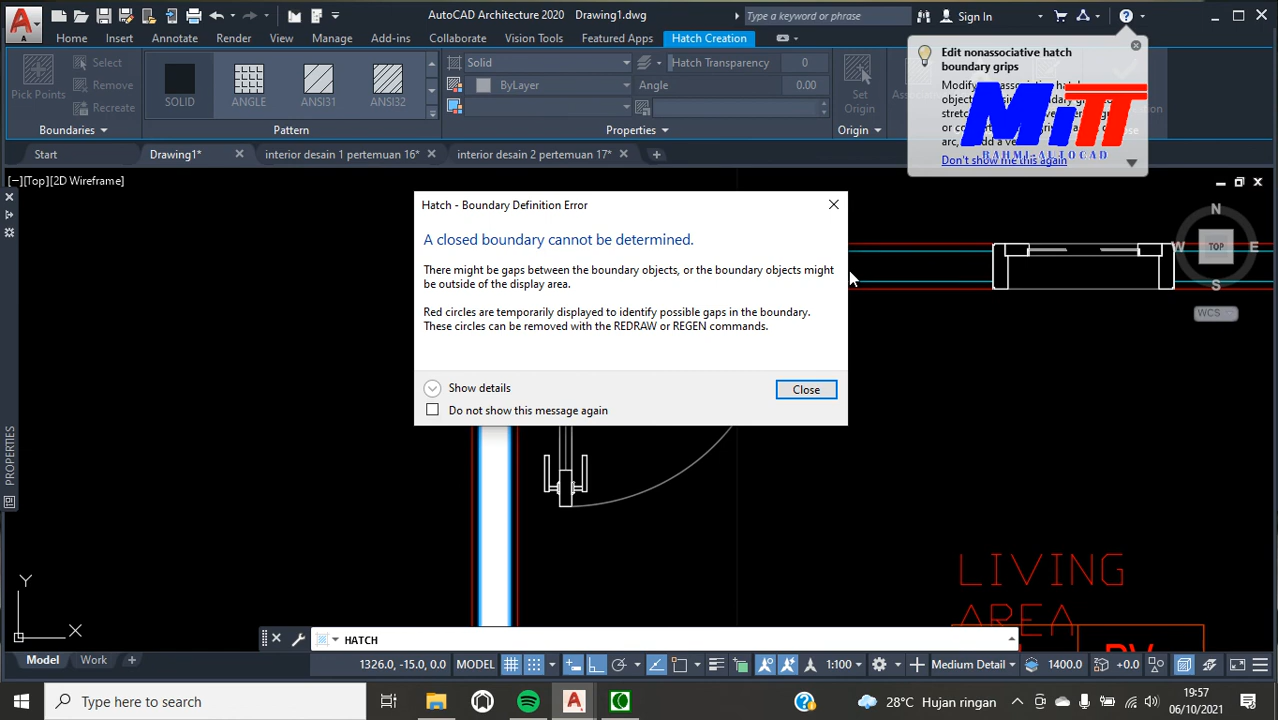 AutoCAD Architecture 2020 Drawing1.dwg
Type a keyword or phrase
Sign In
Home Insert Annotate Render View Manage Add-ins Collaborate Vision Tools Featured Apps Hatch Creation
Pick Points
Select
Remove
Recreate
Boundaries
SOLID ANGLE ANSI31 ANSI32
Pattern
Solid
ByLayer
Hatch Transparency 0
Angle 0.00
Properties
Set
Origin
Origin
Edit nonassociative hatch
boundary grips
Don't show me this again
MiTT
RAHMI-AUTOCAD
Start Drawing1* interior desain 1 pertemuan 16* interior desain 2 pertemuan 17*
[−][Top][2D Wireframe]
N
W TOP E
S
WCS
Hatch - Boundary Definition Error
A closed boundary cannot be determined.
There might be gaps between the boundary objects, or the boundary objects might
be outside of the display area.
Red circles are temporarily displayed to identify possible gaps in the boundary.
These circles can be removed with the REDRAW or REGEN commands.
Show details
Close
Do not show this message again
PROPERTIES
LIVING
AREA
Y
X
HATCH
Model Work
1326.0, -15.0, 0.0 MODEL 1:100 Medium Detail 1400.0 +0.0
Type here to search
28°C Hujan ringan
19:57
06/10/2021